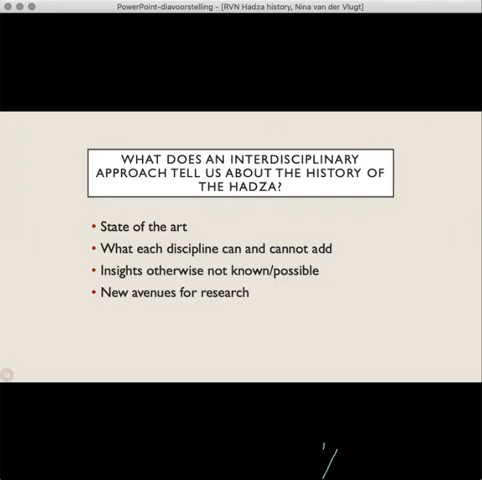 PowerPoint-diavoorstelling - [RVN Hadza history, Nina van der Vlugt]
WHAT DOES AN INTERDISCIPLINARY
APPROACH TELL US ABOUT THE HISTORY OF
THE HADZA?
• State of the art
• What each discipline can and cannot add
• Insights otherwise not known/possible
• New avenues for research